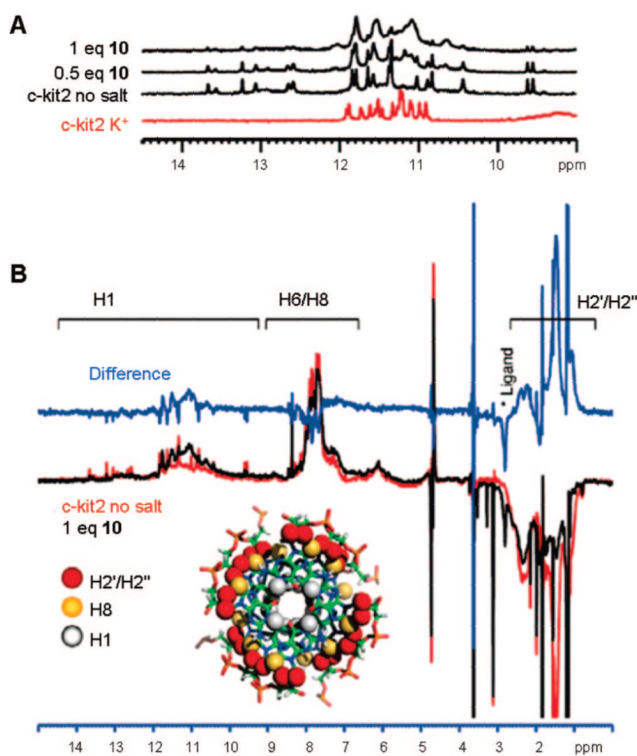 A
1 eq 10
0.5 eq 10
c-kit2 no salt
c-kit2 K⁺
14 13 12 11 10 ppm
B
H1 H6/H8 H2'/H2"
Difference
* Ligand
c-kit2 no salt
1 eq 10
H2'/H2"
H8
H1
14 13 12 11 10 9 8 7 6 5 4 3 2 1 ppm